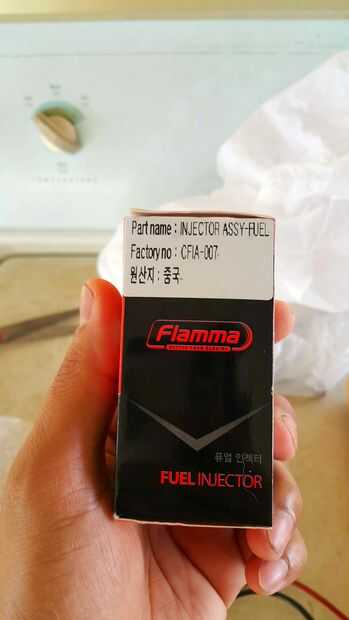 Part name : INJECTOR ASSY-FUEL
Factory no : CFIA-007
원산지 : 중국
Flamma
퓨얼 인젝터
FUEL INJECTOR